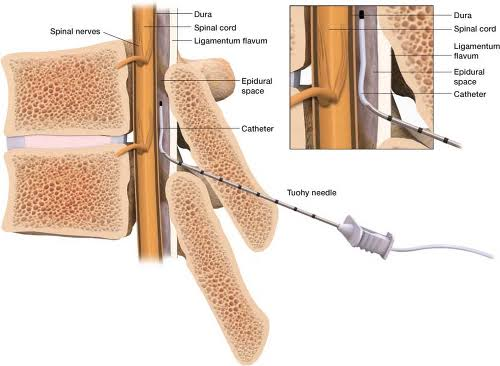 Dura
Spinal cord
Spinal nerves
Ligamentum flavum
Epidural
space
Catheter
Tuohy needle
Dura
Spinal cord
Ligamentum
flavum
Epidural
space
Catheter